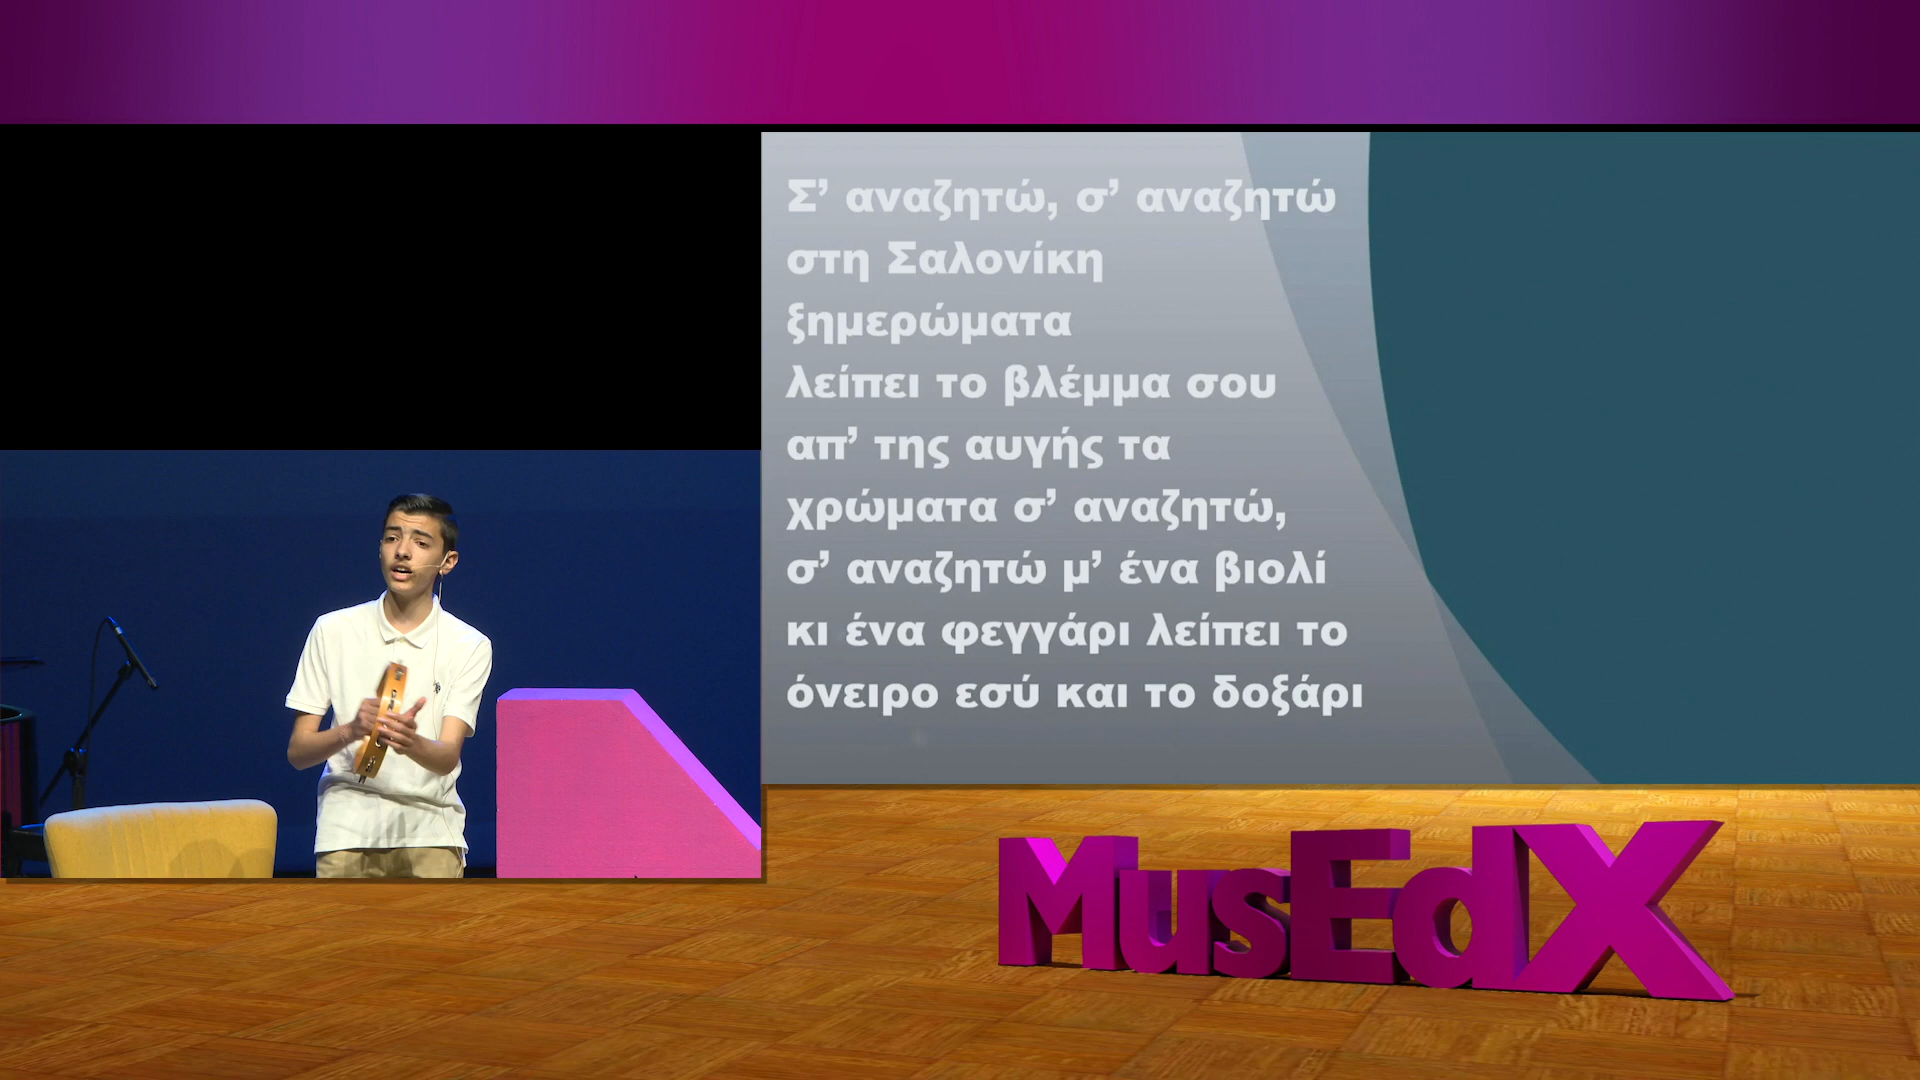 Σ’ αναζητώ, σ’ αναζητώ
στη Σαλονίκη
ξημερώματα
λείπει το βλέμμα σου
απ’ της αυγής τα
χρώματα σ’ αναζητώ,
σ’ αναζητώ μ’ ένα βιολί
κι ένα φεγγάρι λείπει το
όνειρο εσύ και το δοξάρι
MusEdX